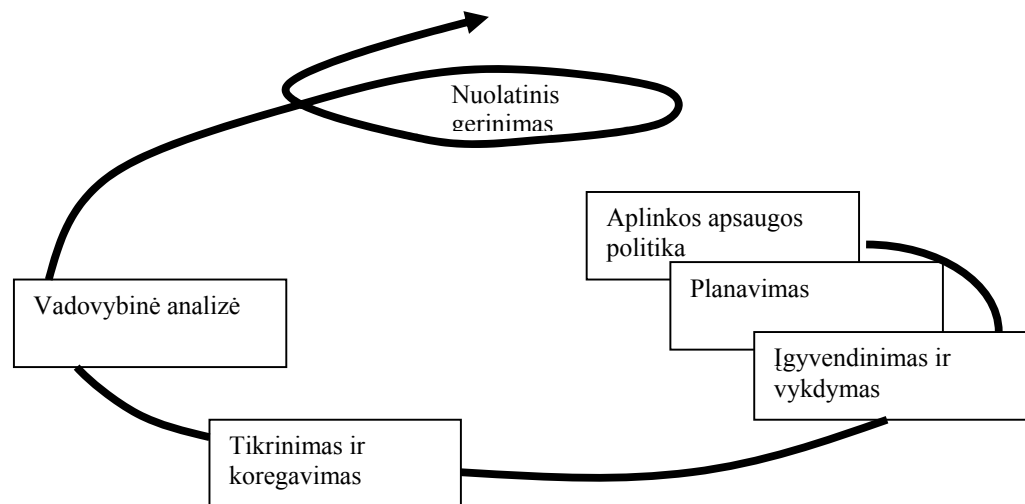 Nuolatinis
gerinimas
Aplinkos apsaugos
politika
Planavimas
Vadovybinė analizė
Įgyvendinimas ir
vykdymas
Tikrinimas ir
koregavimas